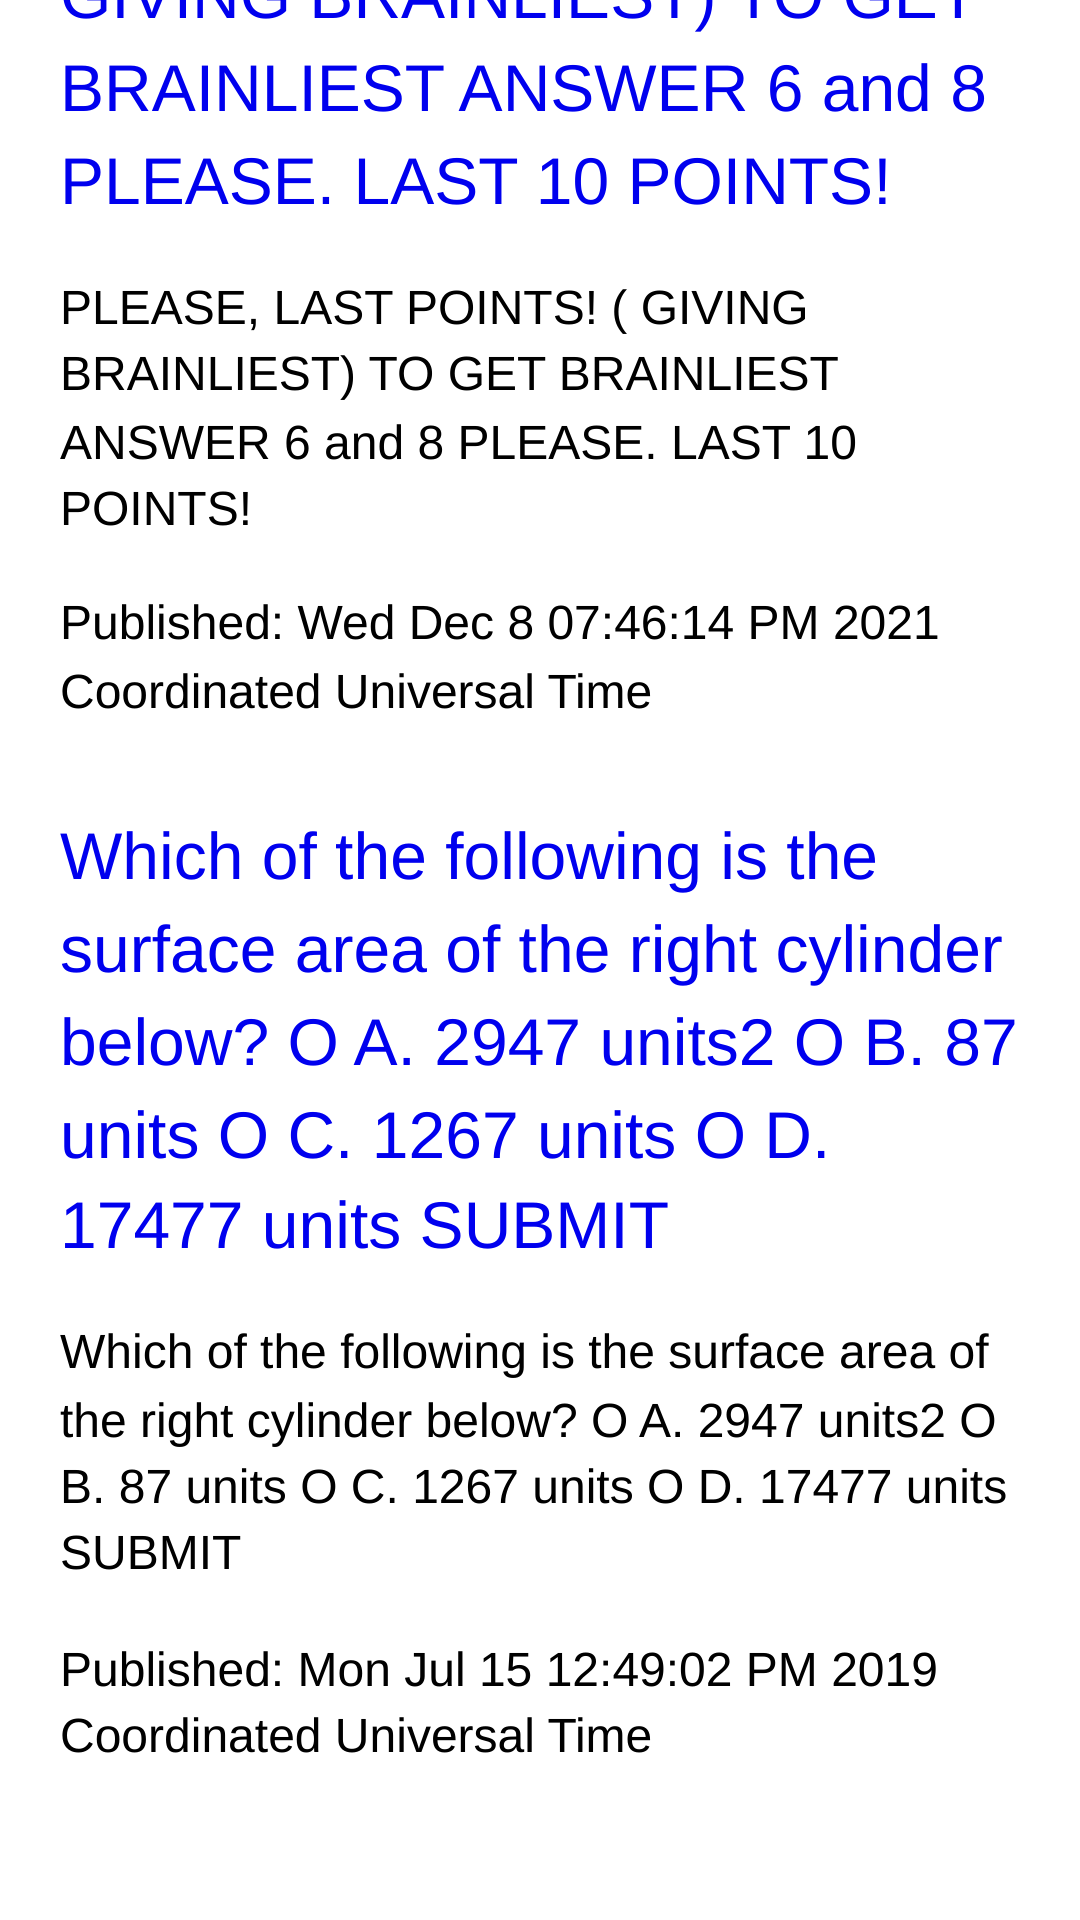 GIVING BRAINLIEST) TO GET
BRAINLIEST ANSWER 6 and 8
PLEASE. LAST 10 POINTS!
PLEASE, LAST POINTS! ( GIVING
BRAINLIEST) TO GET BRAINLIEST
ANSWER 6 and 8 PLEASE. LAST 10
POINTS!
Published: Wed Dec 8 07:46:14 PM 2021
Coordinated Universal Time
Which of the following is the
surface area of the right cylinder
below? O A. 2947 units2 O B. 87
units O C. 1267 units O D.
17477 units SUBMIT
Which of the following is the surface area of
the right cylinder below? O A. 2947 units2 O
B. 87 units O C. 1267 units O D. 17477 units
SUBMIT
Published: Mon Jul 15 12:49:02 PM 2019
Coordinated Universal Time